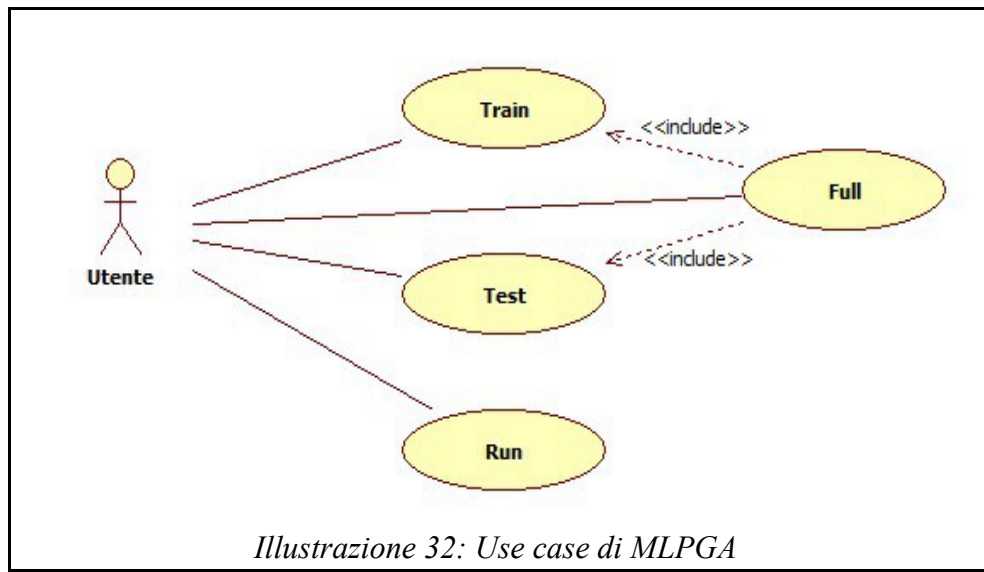 Train
<<include>>
Full
Utente
<<include>>
Test
Run
Illustrazione 32: Use case di MLPGA